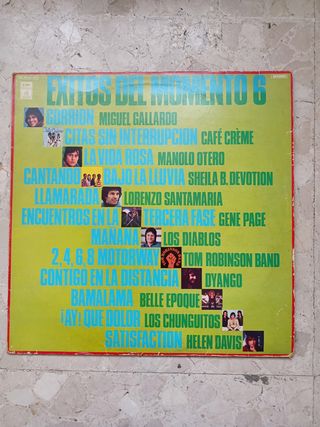 EXITOS DEL MOMENTO 6
GORRION MIGUEL GALLARDO
CITAS SIN INTERRUPCION CAFÉ CRÈME
LA VIDA ROSA MANOLO OTERO
CANTANDO BAJO LA LLUVIA SHEILA B. DEVOTION
LLAMARADA LORENZO SANTAMARIA
ENCUENTROS EN LA TERCERA FASE GENE PAGE
MAÑANA LOS DIABLOS
2, 4, 6, 8 MOTORWAY TOM ROBINSON BAND
CONTIGO EN LA DISTANCIA DYANGO
BAMALAMA BELLE EPOQUE
¡AY! QUE DOLOR LOS CHUNGUITOS
SATISFACTION HELEN DAVIS